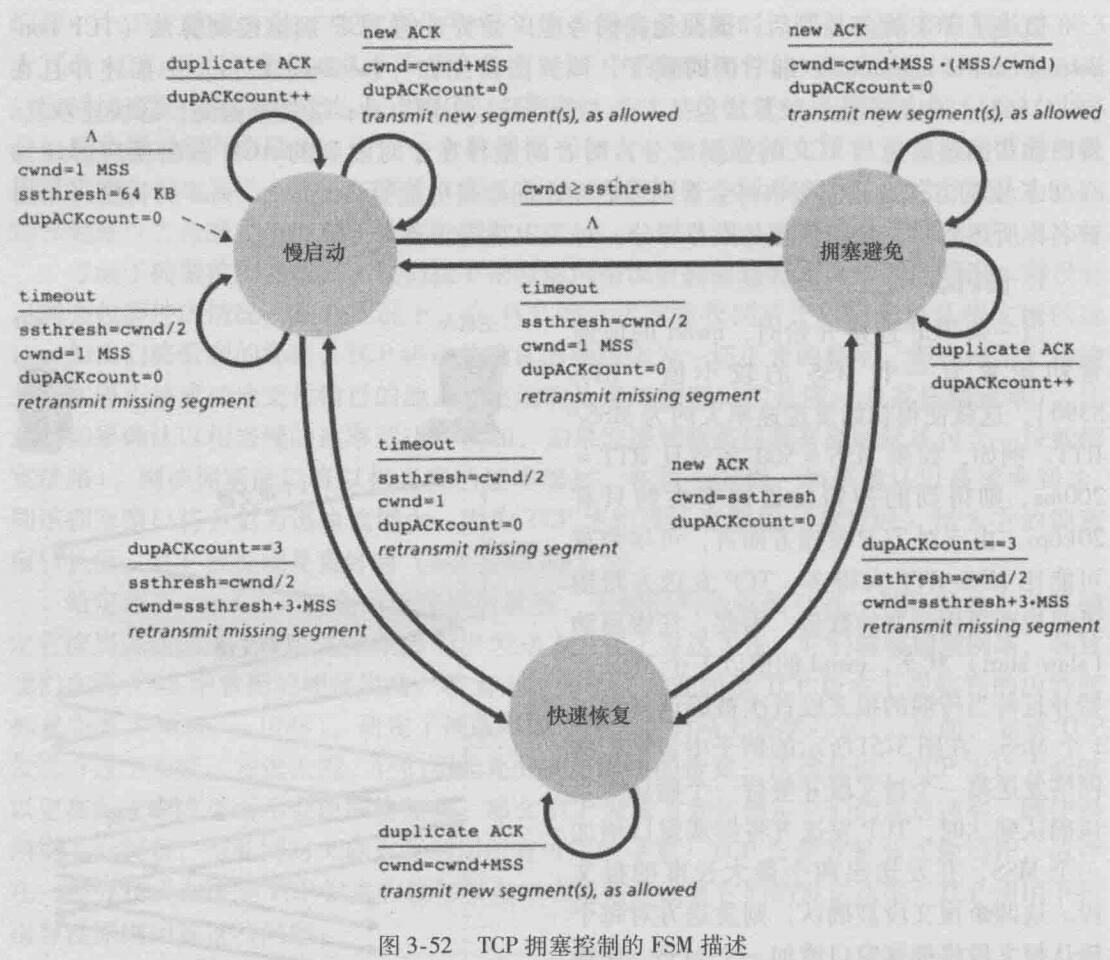 new ACK
cwnd=cwnd+MSS
dupACKcount=0
transmit new segment(s), as allowed
duplicate ACK
dupACKcount++
Λ
cwnd=1 MSS
ssthresh=64 KB
dupACKcount=0
new ACK
cwnd=cwnd+MSS·(MSS/cwnd)
dupACKcount=0
transmit new segment(s), as allowed
cwnd≥ssthresh
Λ
慢启动
拥塞避免
timeout
ssthresh=cwnd/2
cwnd=1 MSS
dupACKcount=0
retransmit missing segment
timeout
ssthresh=cwnd/2
cwnd=1 MSS
dupACKcount=0
retransmit missing segment
duplicate ACK
dupACKcount++
timeout
ssthresh=cwnd/2
cwnd=1
dupACKcount=0
retransmit missing segment
new ACK
cwnd=ssthresh
dupACKcount=0
dupACKcount==3
ssthresh=cwnd/2
cwnd=ssthresh+3·MSS
retransmit missing segment
dupACKcount==3
ssthresh=cwnd/2
cwnd=ssthresh+3·MSS
retransmit missing segment
快速恢复
duplicate ACK
cwnd=cwnd+MSS
transmit new segment(s), as allowed
图 3-52 TCP 拥塞控制的 FSM 描述